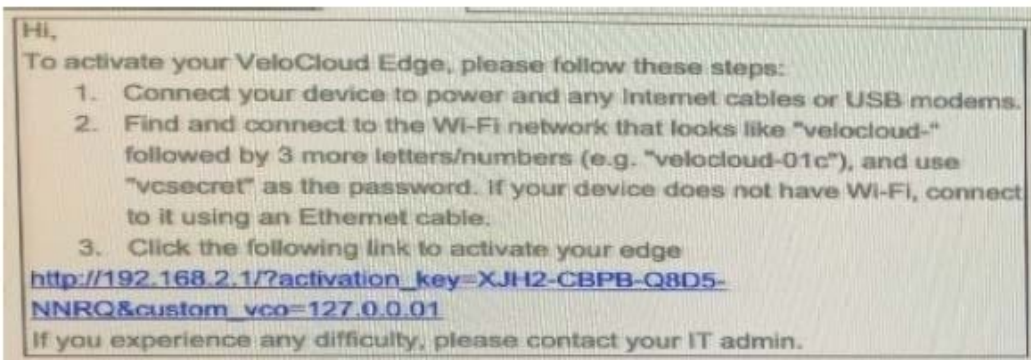 Hi,
To activate your VeloCloud Edge, please follow these steps:
1. Connect your device to power and any Internet cables or USB modems.
2. Find and connect to the Wi-Fi network that looks like "velocloud-"
followed by 3 more letters/numbers (e.g. "velocloud-01c"), and use
"vcsecret" as the password. If your device does not have Wi-Fi, connect
to it using an Ethernet cable.
3. Click the following link to activate your edge
http://192.168.2.1/?activation_key=XJH2-CBPB-Q8D5-
NNRQ&custom_vco=127.0.0.01
If you experience any difficulty, please contact your IT admin.